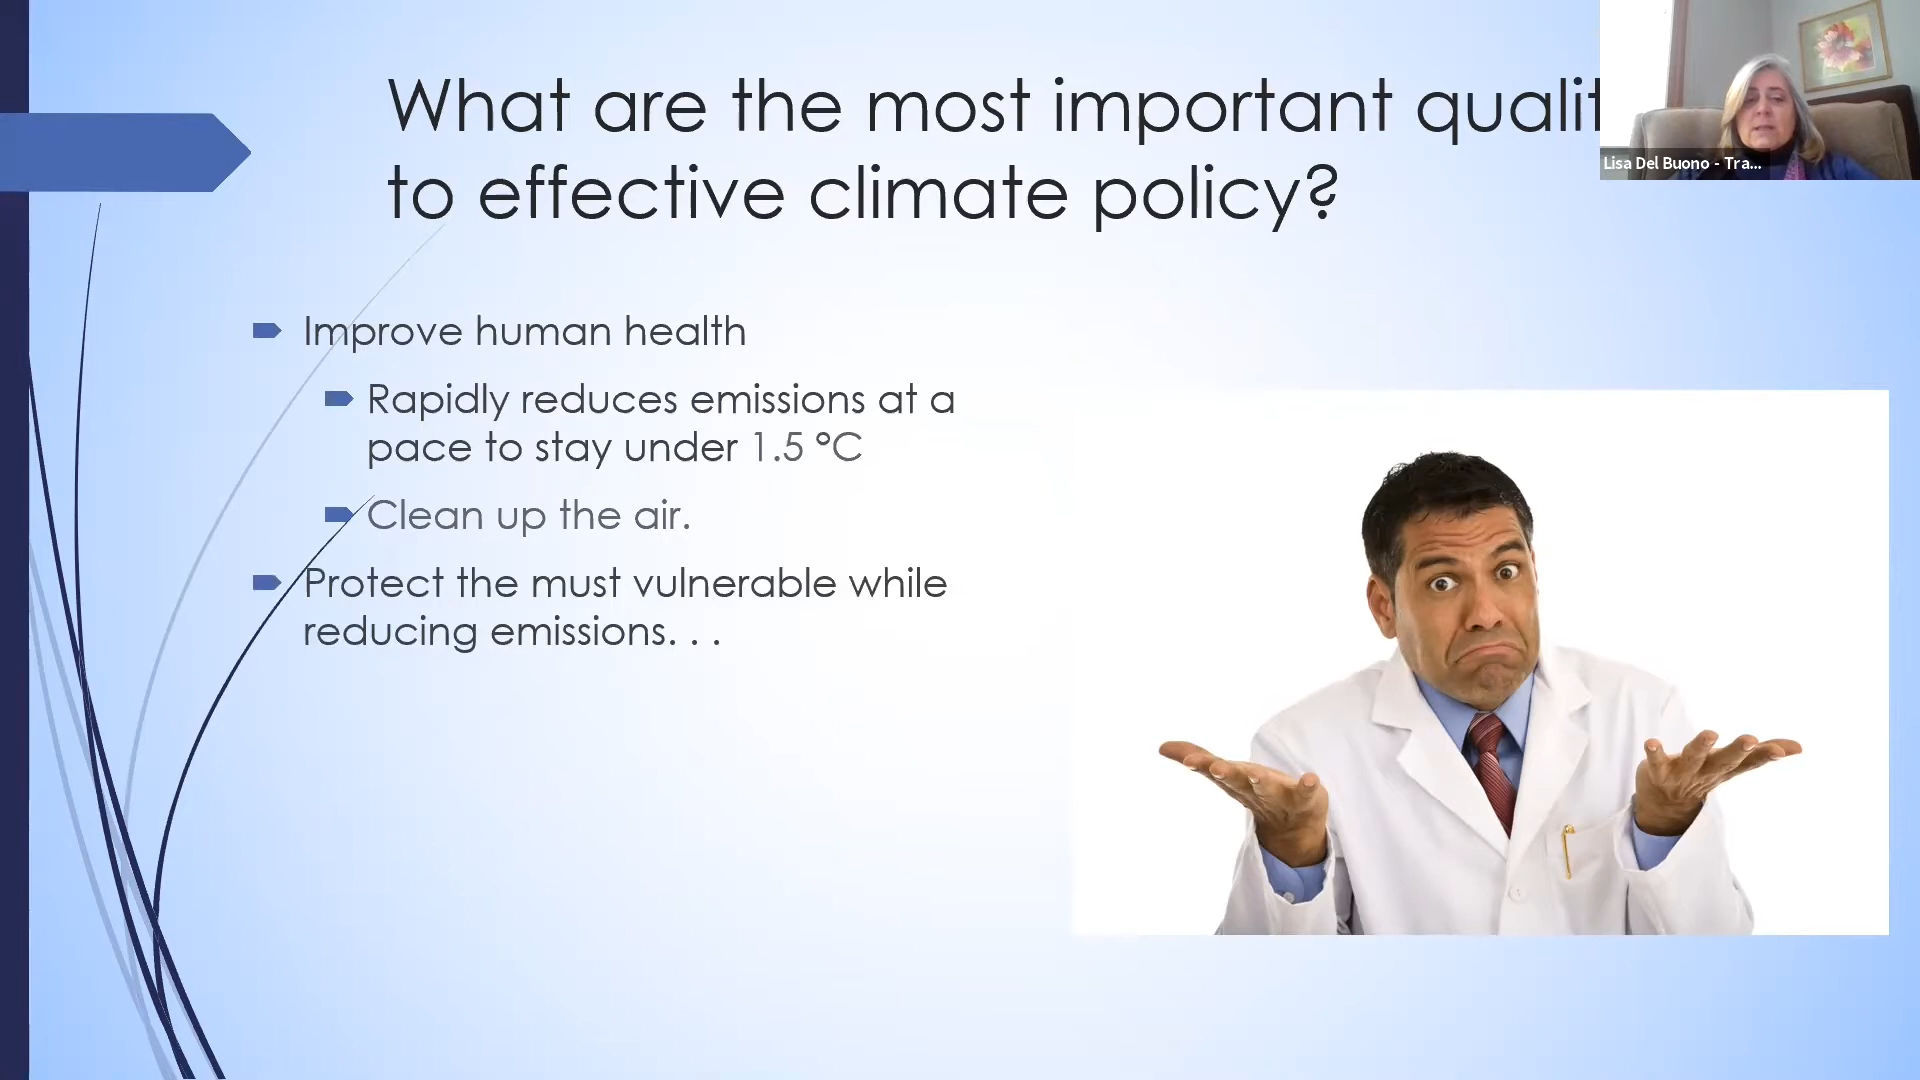 What are the most important qualit
to effective climate policy?
Lisa Del Buono - Tra...
Improve human health
Rapidly reduces emissions at a
pace to stay under 1.5 °C
Clean up the air.
Protect the must vulnerable while
reducing emissions. . .